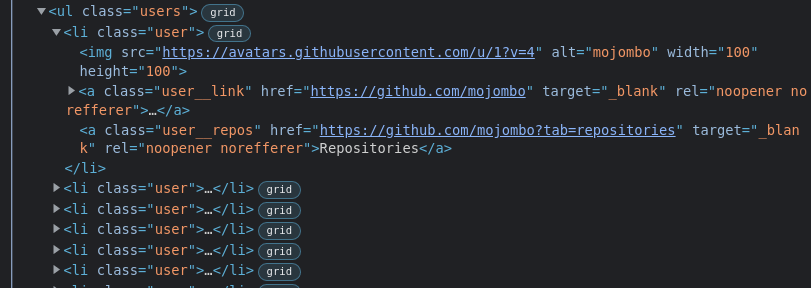 ▼<ul class="users"> grid
▼<li class="user"> grid
<img src="https://avatars.githubusercontent.com/u/1?v=4" alt="mojombo" width="100"
height="100">
▶<a class="user__link" href="https://github.com/mojombo" target="_blank" rel="noopener no
refferer">…</a>
<a class="user__repos" href="https://github.com/mojombo?tab=repositories" target="_blan
k" rel="noopener norefferer">Repositories</a>
</li>
▶<li class="user">…</li> grid
▶<li class="user">…</li> grid
▶<li class="user">…</li> grid
▶<li class="user">…</li> grid
▶<li class="user">…</li> grid